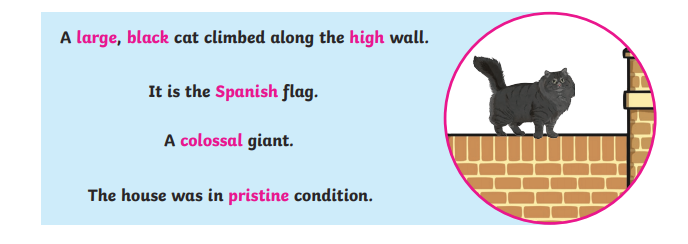 A large, black cat climbed along the high wall.
It is the Spanish flag.
A colossal giant.
The house was in pristine condition.